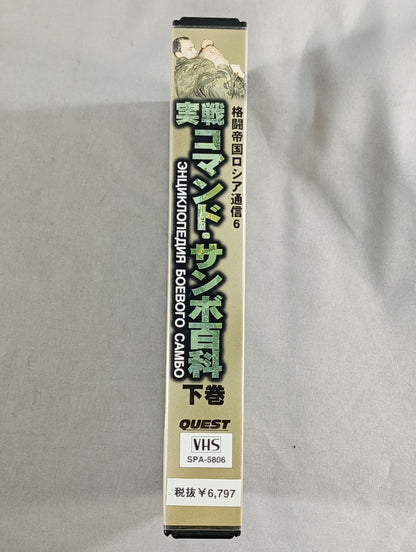 格闘帝国ロシア通信6
実戦コマンド・サンボ百科
ЭНЦИКЛОПЕДИЯ БОЕВОГО САМБО
下巻
QUEST
VHS
SPA-5806
税抜￥6,797